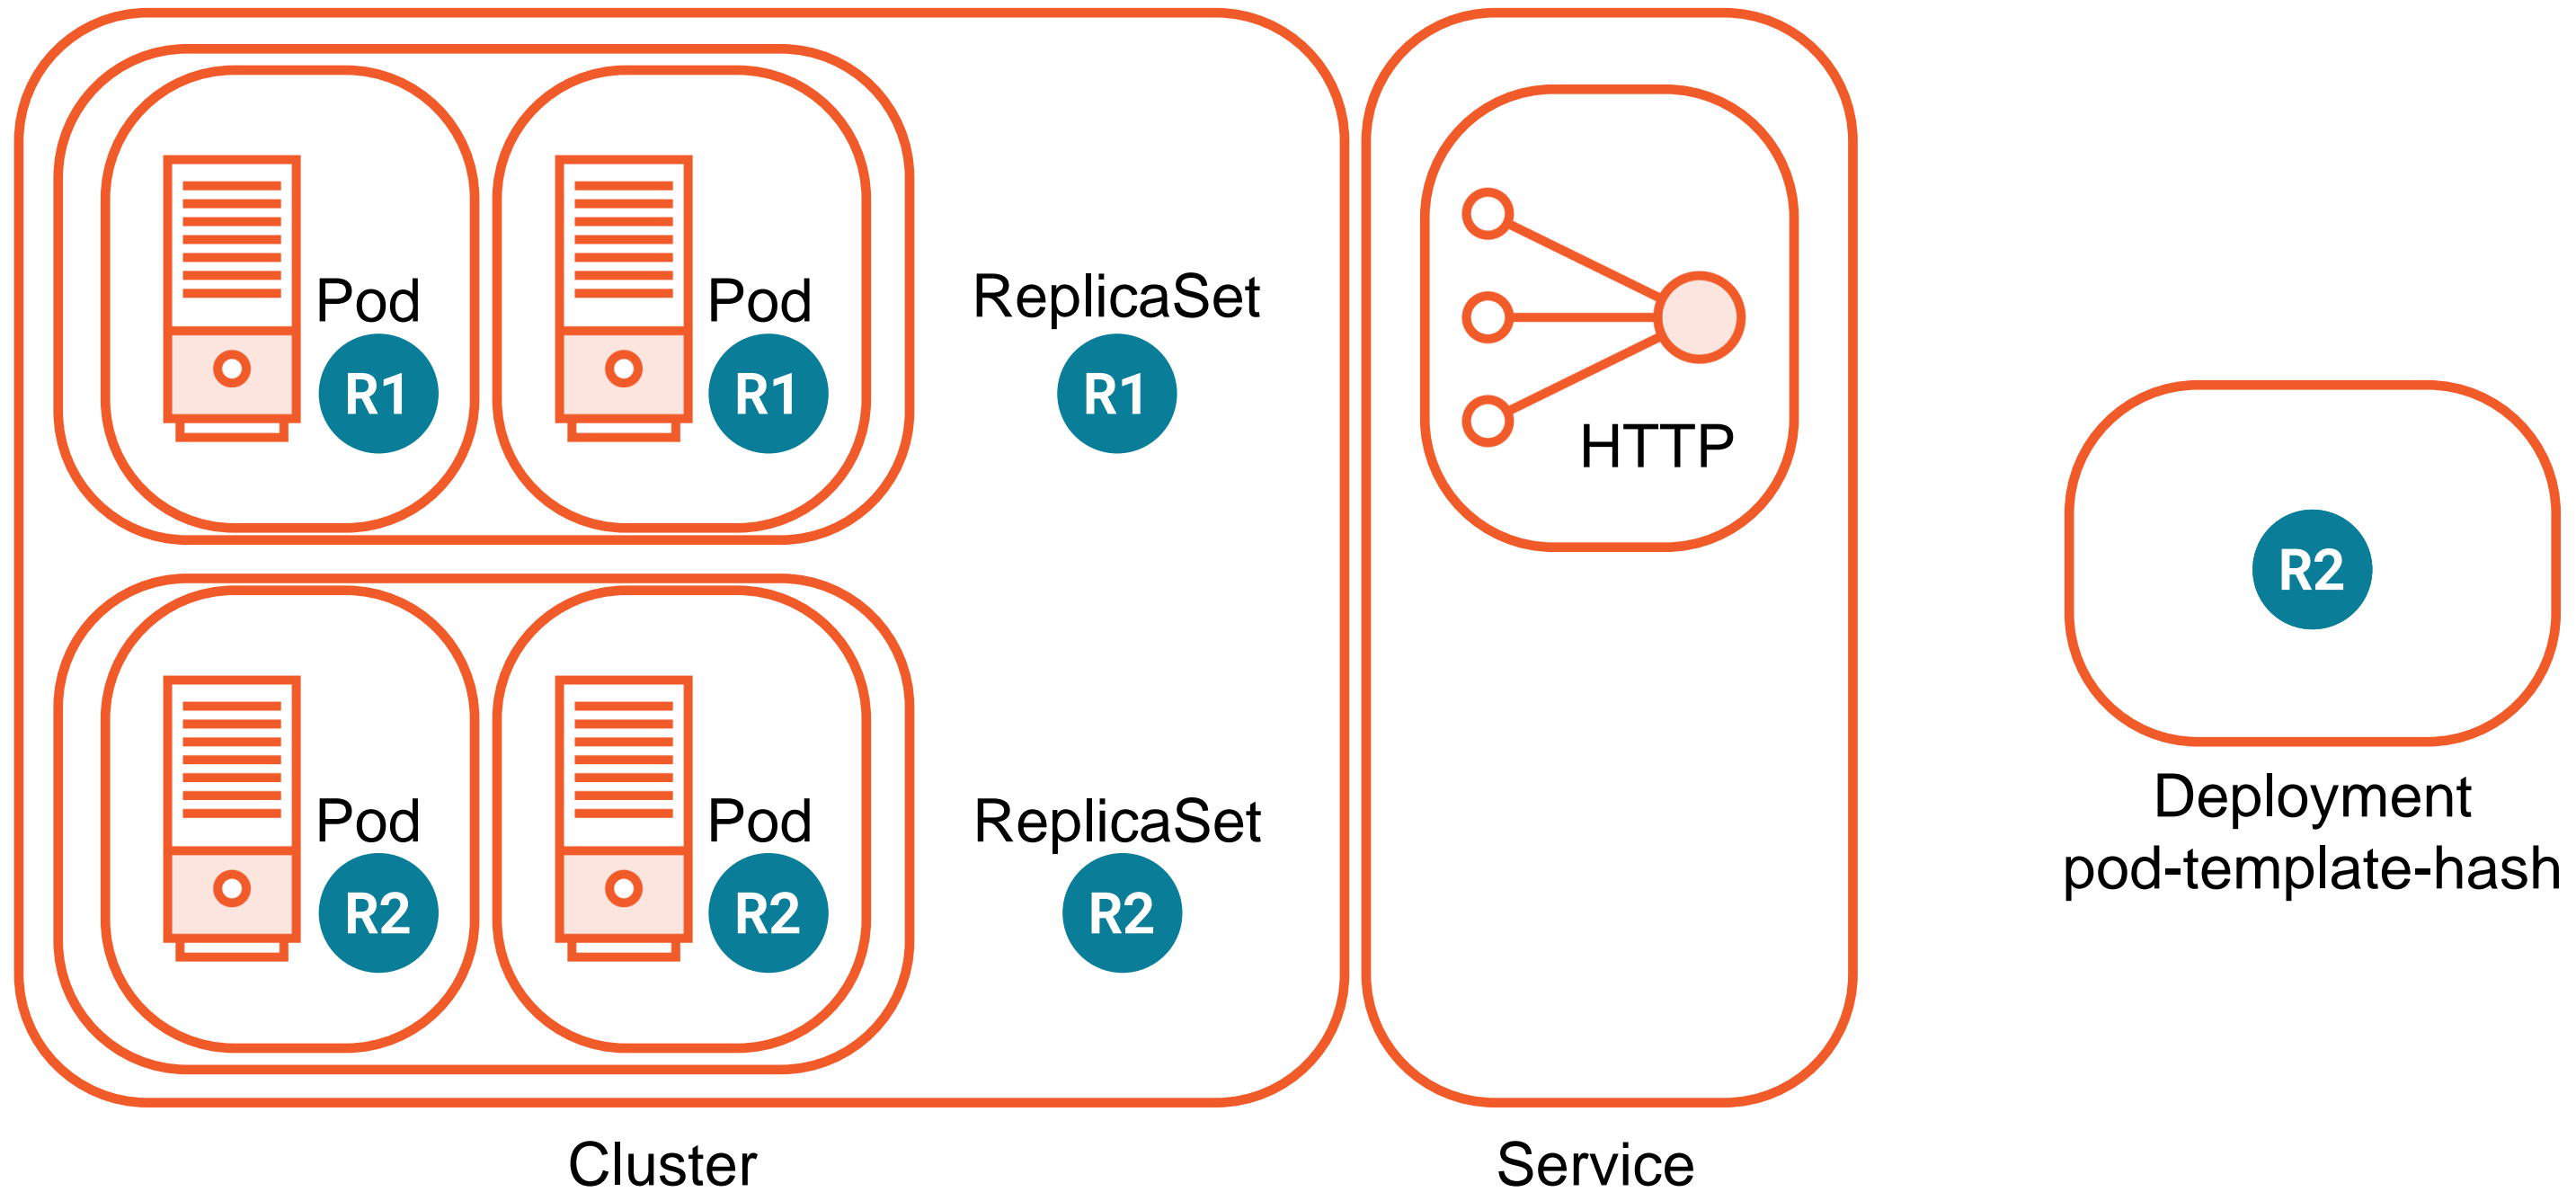 Pod
R1
Pod
R1
ReplicaSet
R1
HTTP
Pod
R2
Pod
R2
ReplicaSet
R2
R2
Deployment
pod-template-hash
Cluster
Service